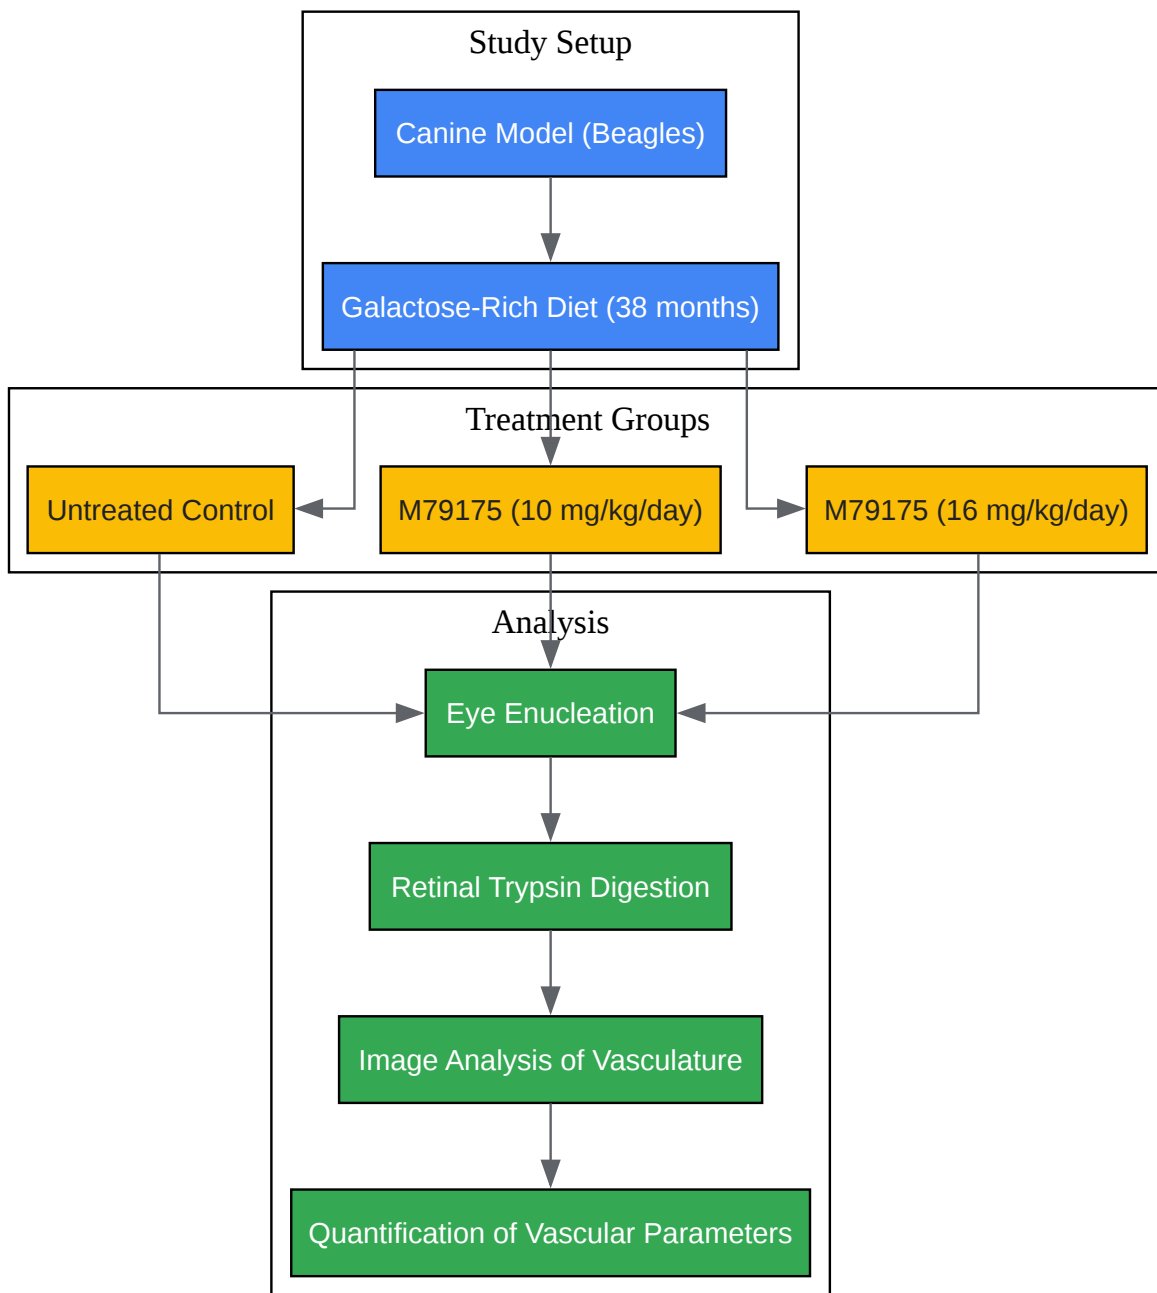 Study Setup
Canine Model (Beagles)
Galactose-Rich Diet (38 months)
Treatment Groups
Untreated Control
M79175 (10 mg/kg/day)
M79175 (16 mg/kg/day)
Analysis
Eye Enucleation
Retinal Trypsin Digestion
Image Analysis of Vasculature
Quantification of Vascular Parameters